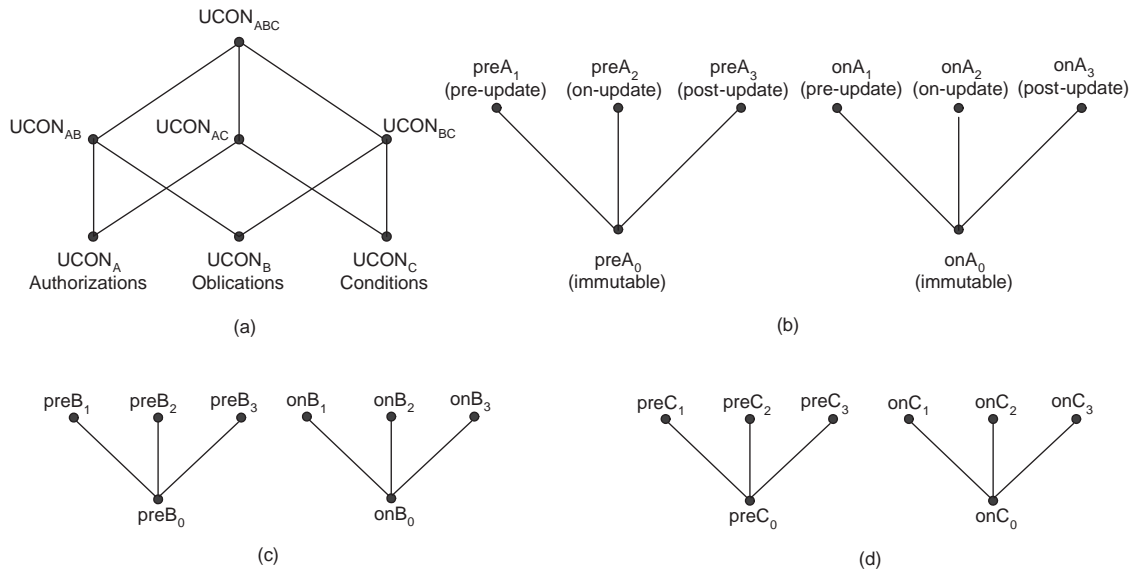 UCON_ABC
UCON_AB
UCON_AC
UCON_BC
UCON_A
Authorizations
UCON_B
Oblications
UCON_C
Conditions
(a)
preA_1
(pre-update)
preA_2
(on-update)
preA_3
(post-update)
onA_1
(pre-update)
onA_2
(on-update)
onA_3
(post-update)
preA_0
(immutable)
onA_0
(immutable)
(b)
preB_1
preB_2
preB_3
onB_1
onB_2
onB_3
preB_0
onB_0
(c)
preC_1
preC_2
preC_3
onC_1
onC_2
onC_3
preC_0
onC_0
(d)